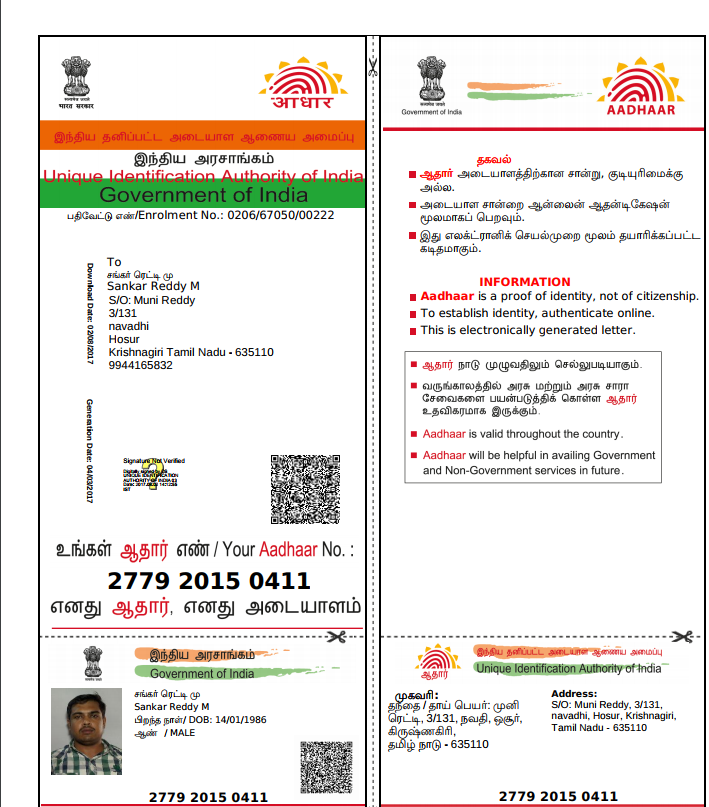 भारत सरकार
आधार
இந்திய தனிப்பட்ட அடையாள ஆணைய அமைப்பு
இந்திய அரசாங்கம்
Unique Identification Authority of India
Government of India
பதிவேட்டு எண்/Enrolment No.: 0206/67050/00222
Download Date: 02/08/2017
To
சங்கர் ரெட்டி மு
Sankar Reddy M
S/O: Muni Reddy
3/131
navadhi
Hosur
Krishnagiri Tamil Nadu - 635110
9944165832
Generation Date: 04/03/2017
Signature Not Verified
உங்கள் ஆதார் எண் / Your Aadhaar No. :
2779 2015 0411
எனது ஆதார், எனது அடையாளம்
இந்திய அரசாங்கம்
Government of India
சங்கர் ரெட்டி மு
Sankar Reddy M
பிறந்த நாள்/ DOB: 14/01/1986
ஆண் / MALE
2779 2015 0411
Government of India
AADHAAR
தகவல்
ஆதார் அடையாளத்திற்கான சான்று, குடியுரிமைக்கு
அல்ல.
அடையாள சான்றை ஆன்லைன் ஆதன்டிகேஷன்
மூலமாகப் பெறவும்.
இது எலக்ட்ரானிக் செயல்முறை மூலம் தயாரிக்கப்பட்ட
கடிதமாகும்.
INFORMATION
Aadhaar is a proof of identity, not of citizenship.
To establish identity, authenticate online.
This is electronically generated letter.
ஆதார் நாடு முழுவதிலும் செல்லுபடியாகும்.
வருங்காலத்தில் அரசு மற்றும் அரசு சாரா
சேவைகளை பயன்படுத்திக் கொள்ள ஆதார்
உதவிகரமாக இருக்கும்.
Aadhaar is valid throughout the country.
Aadhaar will be helpful in availing Government
and Non-Government services in future.
ஆதார்
இந்திய தனிப்பட்ட அடையாள ஆணைய அமைப்பு
Unique Identification Authority of India
முகவரி:
தந்தை / தாய் பெயர்: முனி
ரெட்டி, 3/131, நவதி, ஒசூர்,
கிருஷ்ணகிரி,
தமிழ் நாடு - 635110
Address:
S/O: Muni Reddy, 3/131,
navadhi, Hosur, Krishnagiri,
Tamil Nadu - 635110
2779 2015 0411